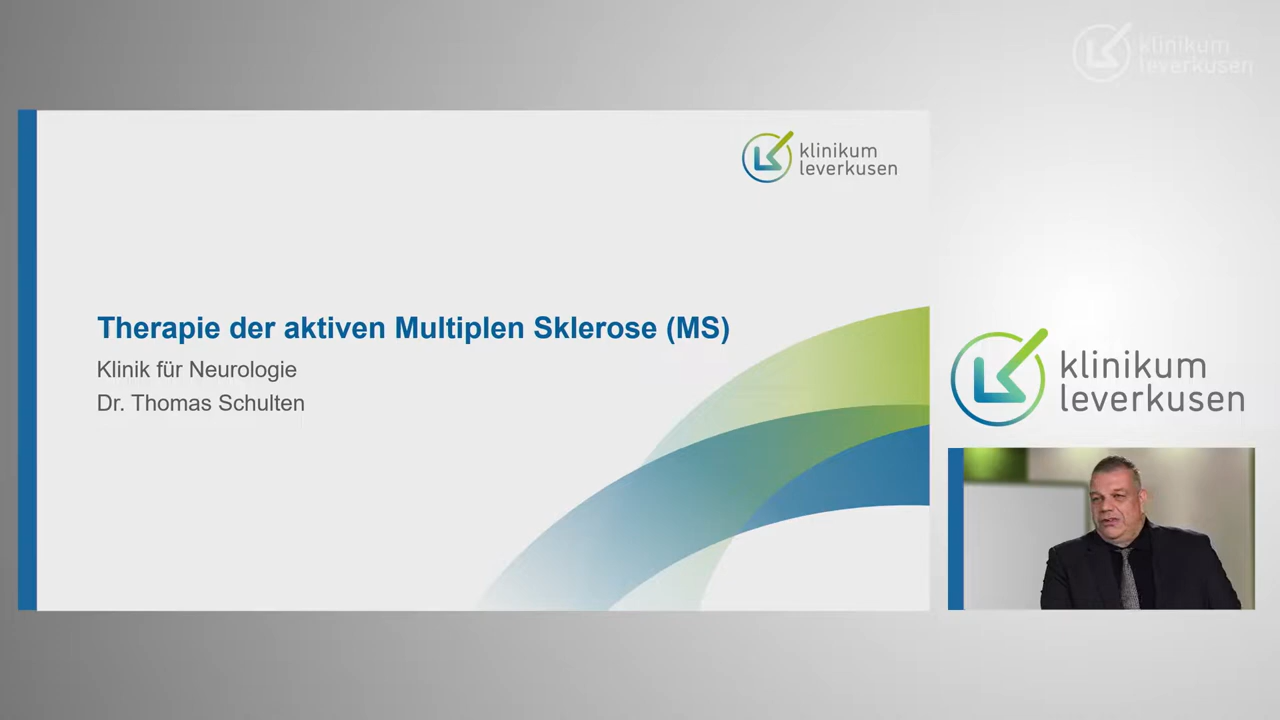 klinikum
leverkusen
klinikum
leverkusen
Therapie der aktiven Multiplen Sklerose (MS)
Klinik für Neurologie
Dr. Thomas Schulten
klinikum
leverkusen